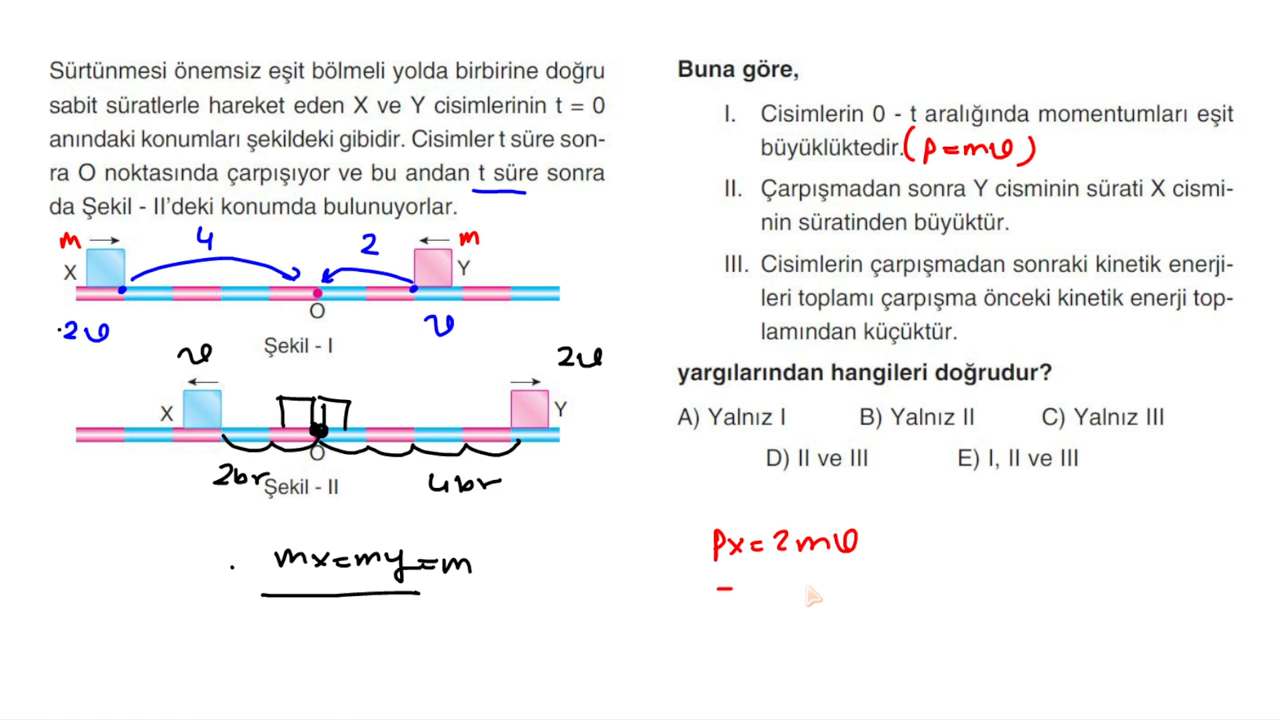 Sürtünmesi önemsiz eşit bölmeli yolda birbirine doğru
sabit süratlerle hareket eden X ve Y cisimlerinin t = 0
anındaki konumları şekildeki gibidir. Cisimler t süre son-
ra O noktasında çarpışıyor ve bu andan t süre sonra
da Şekil - II'deki konumda bulunuyorlar.
m 4 2 m
X Y
O
2υ υ
Şekil - I
υ 2υ
X Y
O
2br 4br
Şekil - II
mx=my=m
Buna göre,
I. Cisimlerin 0 - t aralığında momentumları eşit
büyüklüktedir. (p=mυ)
II. Çarpışmadan sonra Y cisminin sürati X cismi-
nin süratinden büyüktür.
III. Cisimlerin çarpışmadan sonraki kinetik enerji-
leri toplamı çarpışma önceki kinetik enerji top-
lamından küçüktür.
yargılarından hangileri doğrudur?
A) Yalnız I B) Yalnız II C) Yalnız III
D) II ve III E) I, II ve III
px=2mυ